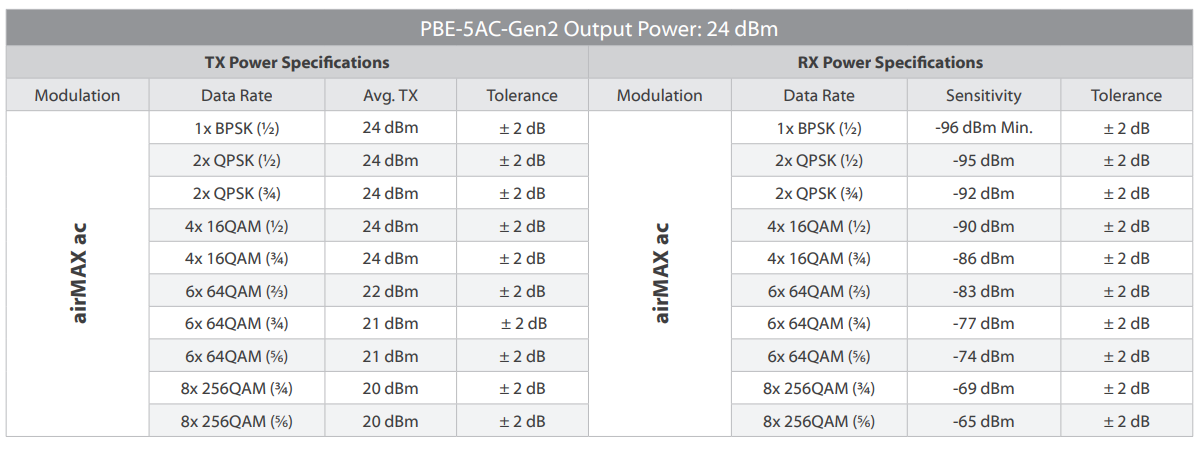 PBE-5AC-Gen2 Output Power: 24 dBm
TX Power Specifications RX Power Specifications
Modulation Data Rate Avg. TX Tolerance Modulation Data Rate Sensitivity Tolerance
airMAX ac airMAX ac
1x BPSK (½) 24 dBm ± 2 dB 1x BPSK (½) -96 dBm Min. ± 2 dB
2x QPSK (½) 24 dBm ± 2 dB 2x QPSK (½) -95 dBm ± 2 dB
2x QPSK (¾) 24 dBm ± 2 dB 2x QPSK (¾) -92 dBm ± 2 dB
4x 16QAM (½) 24 dBm ± 2 dB 4x 16QAM (½) -90 dBm ± 2 dB
4x 16QAM (¾) 24 dBm ± 2 dB 4x 16QAM (¾) -86 dBm ± 2 dB
6x 64QAM (⅔) 22 dBm ± 2 dB 6x 64QAM (⅔) -83 dBm ± 2 dB
6x 64QAM (¾) 21 dBm ± 2 dB 6x 64QAM (¾) -77 dBm ± 2 dB
6x 64QAM (⅚) 21 dBm ± 2 dB 6x 64QAM (⅚) -74 dBm ± 2 dB
8x 256QAM (¾) 20 dBm ± 2 dB 8x 256QAM (¾) -69 dBm ± 2 dB
8x 256QAM (⅚) 20 dBm ± 2 dB 8x 256QAM (⅚) -65 dBm ± 2 dB